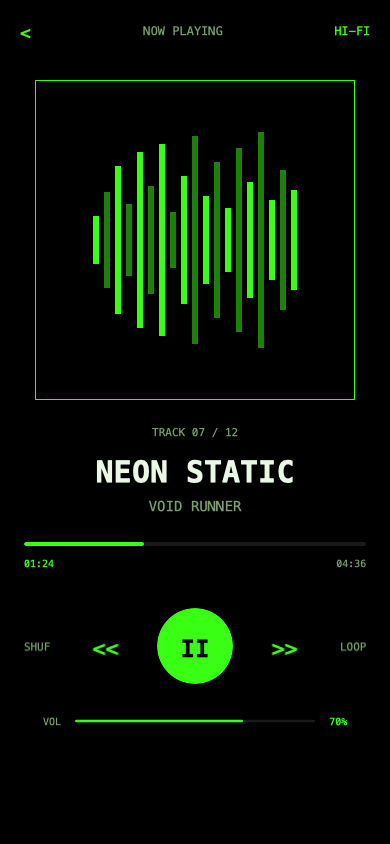 < NOW PLAYING HI-FI
TRACK 07 / 12
NEON STATIC
VOID RUNNER
01:24 04:36
SHUF << II >> LOOP
VOL 70%